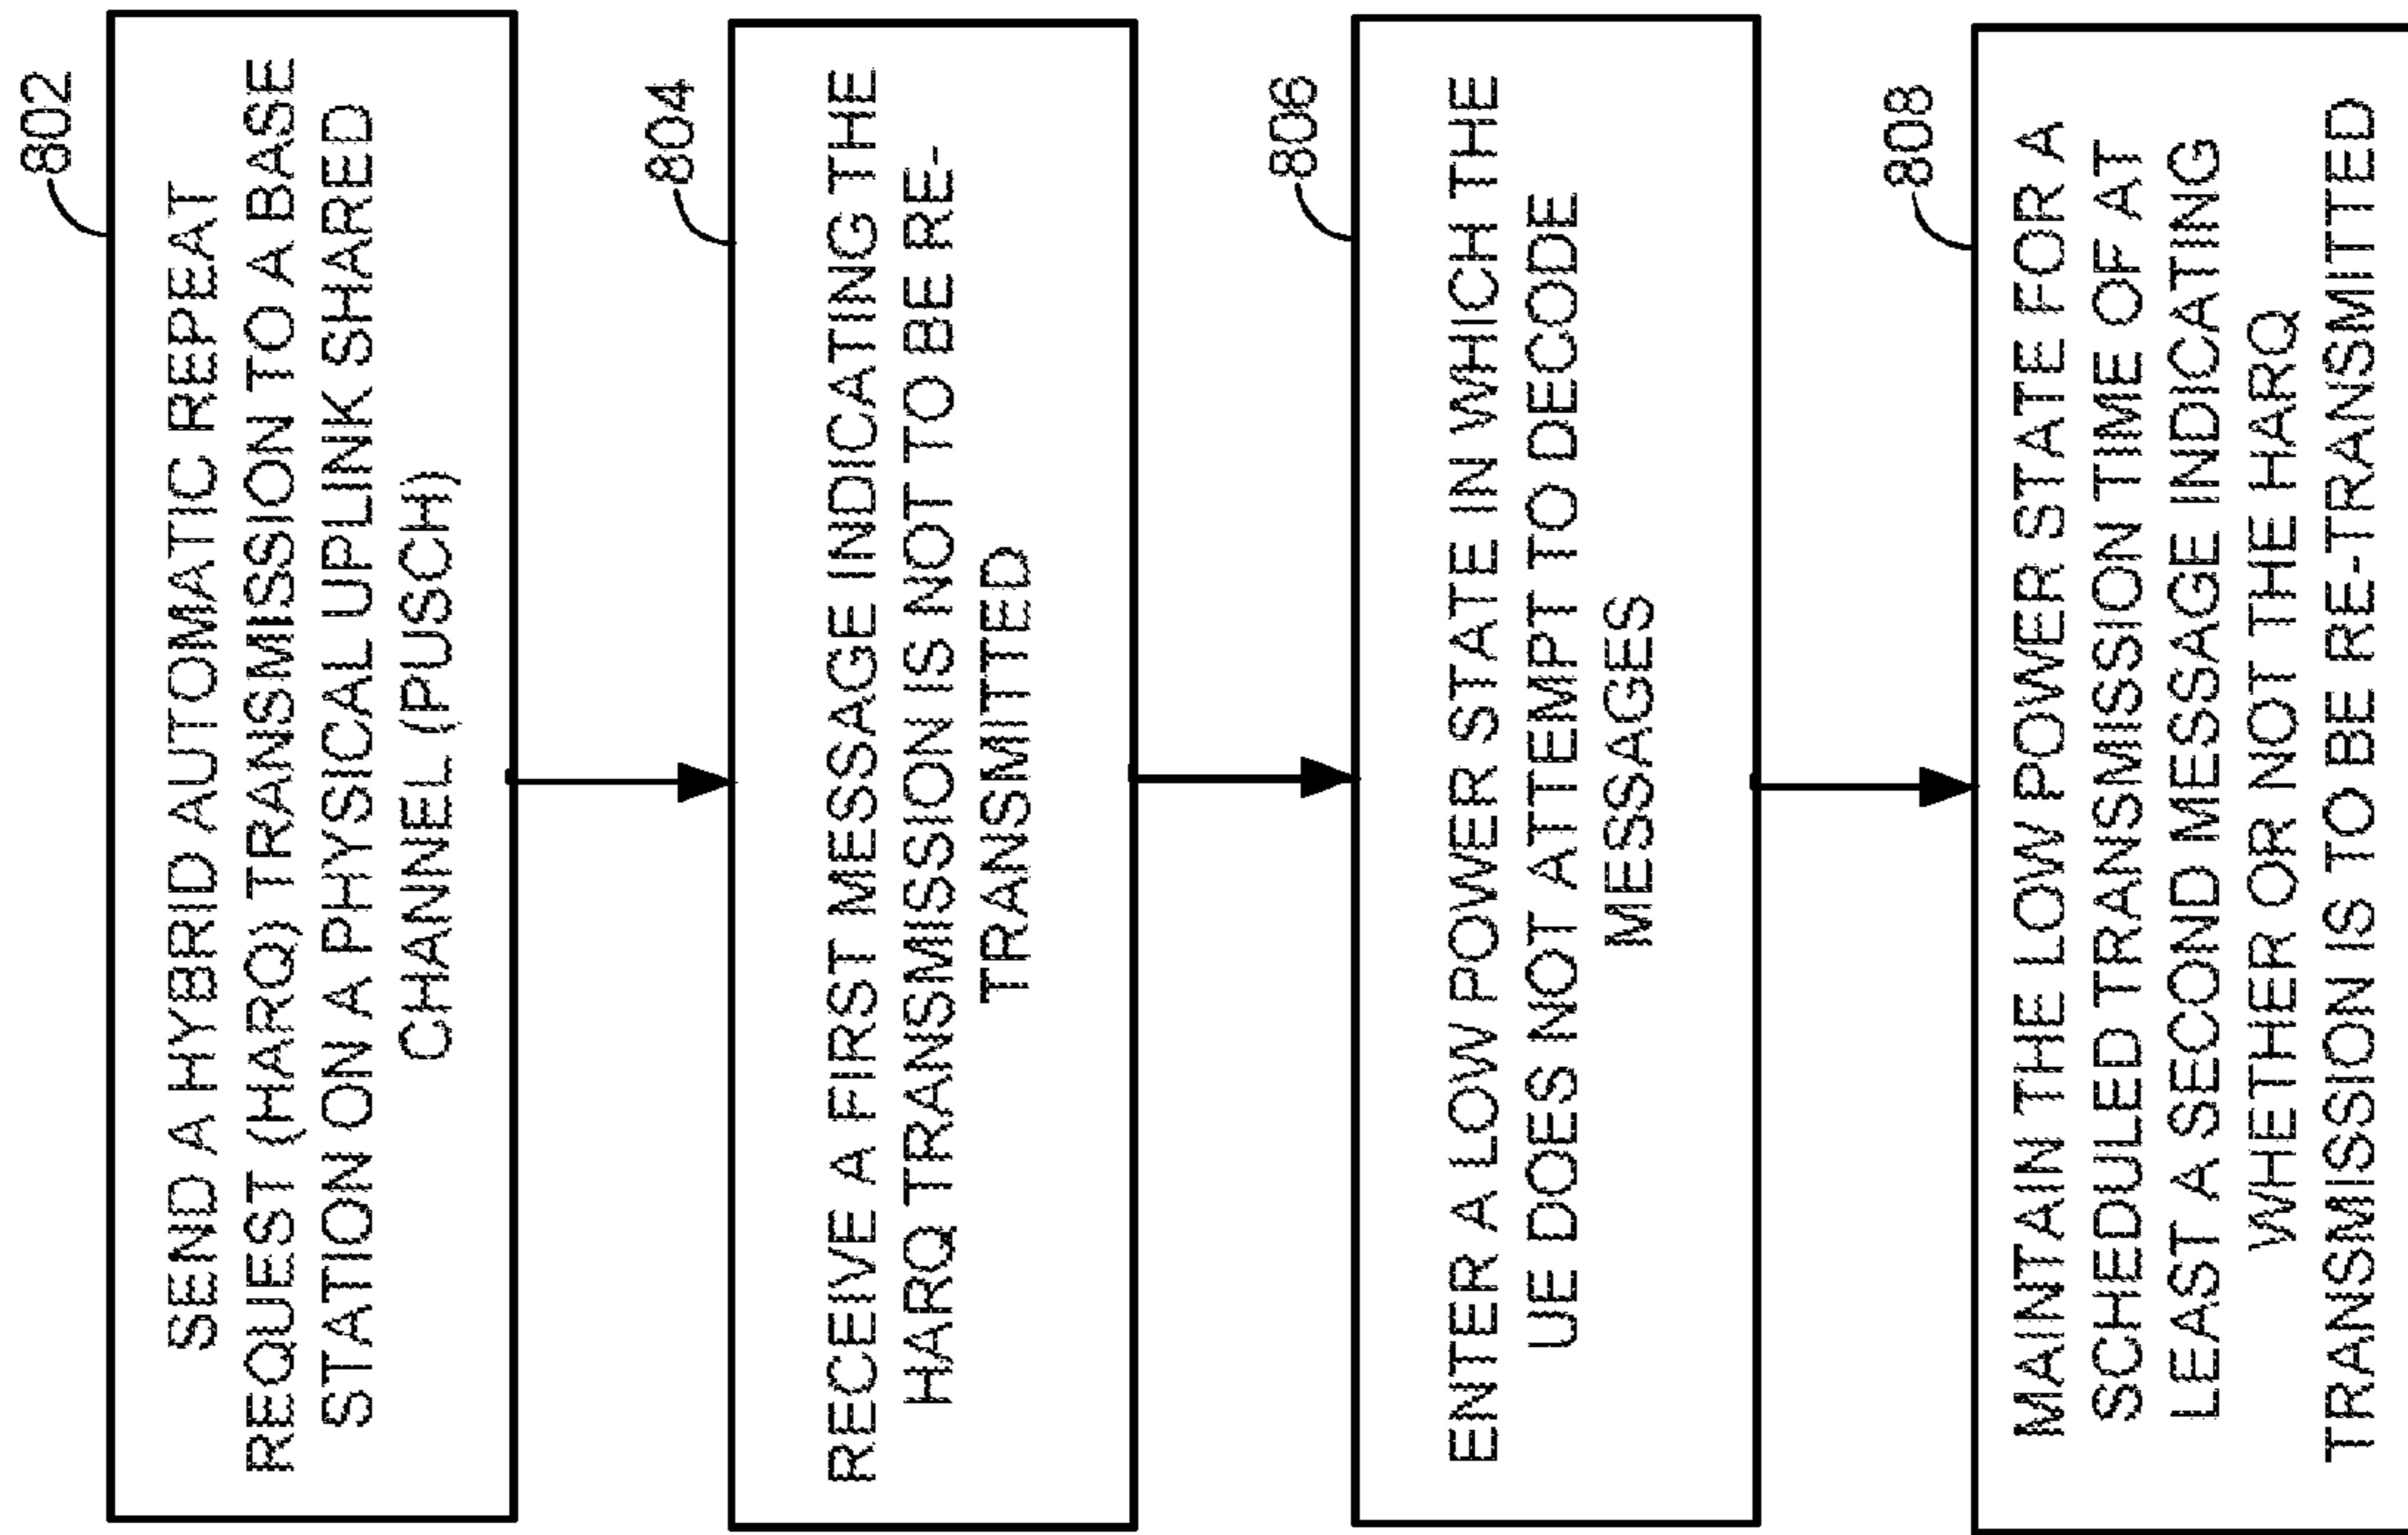 802
SEND A HYBRID AUTOMATIC REPEAT
REQUEST (HARQ) TRANSMISSION TO A BASE
STATION ON A PHYSICAL UPLINK SHARED
CHANNEL (PUSCH)
804
RECEIVE A FIRST MESSAGE INDICATING THE
HARQ TRANSMISSION IS NOT TO BE RE-
TRANSMITTED
806
ENTER A LOW POWER STATE IN WHICH THE
UE DOES NOT ATTEMPT TO DECODE
MESSAGES
808
MAINTAIN THE LOW POWER STATE FOR A
SCHEDULED TRANSMISSION TIME OF AT
LEAST A SECOND MESSAGE INDICATING
WHETHER OR NOT THE HARQ
TRANSMISSION IS TO BE RE-TRANSMITTED